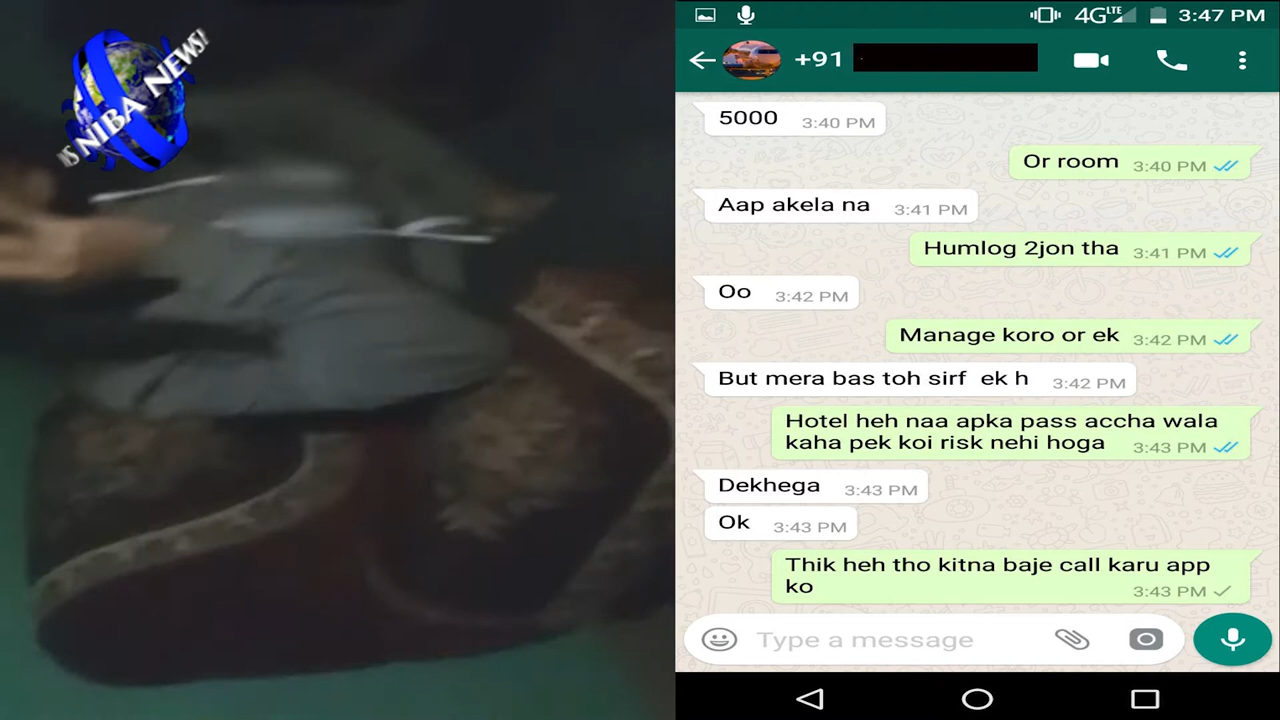 NIBA NEWS7
4G LTE 3:47 PM
+91
5000 3:40 PM
Or room 3:40 PM
Aap akela na 3:41 PM
Humlog 2jon tha 3:41 PM
Oo 3:42 PM
Manage koro or ek 3:42 PM
But mera bas toh sirf ek h 3:42 PM
Hotel heh naa apka pass accha wala
kaha pek koi risk nehi hoga 3:43 PM
Dekhega 3:43 PM
Ok 3:43 PM
Thik heh tho kitna baje call karu app
ko 3:43 PM
Type a message